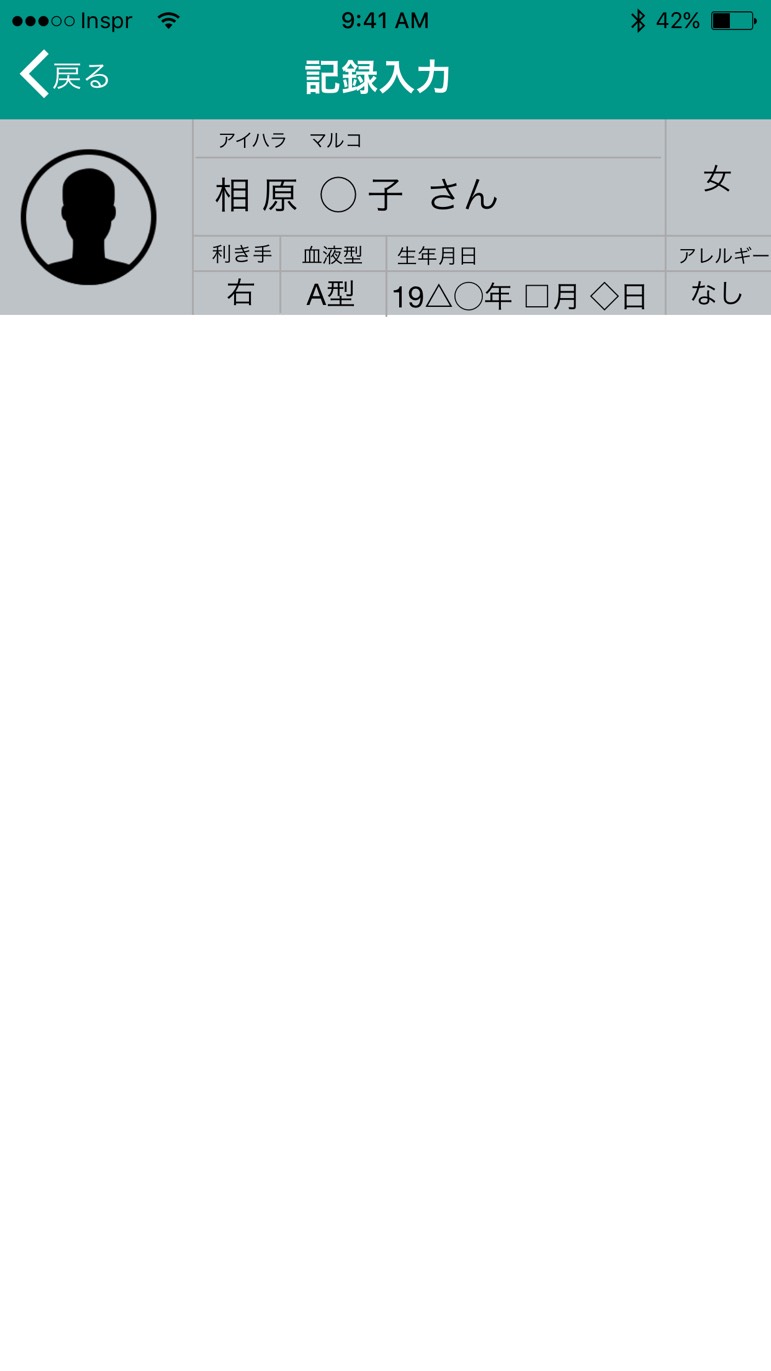 Inspr 9:41 AM 42%
戻る 記録入力
アイハラ マルコ
相原 ◯子 さん 女
利き手 血液型 生年月日 アレルギー
右 A型 19△◯年 □月 ◇日 なし